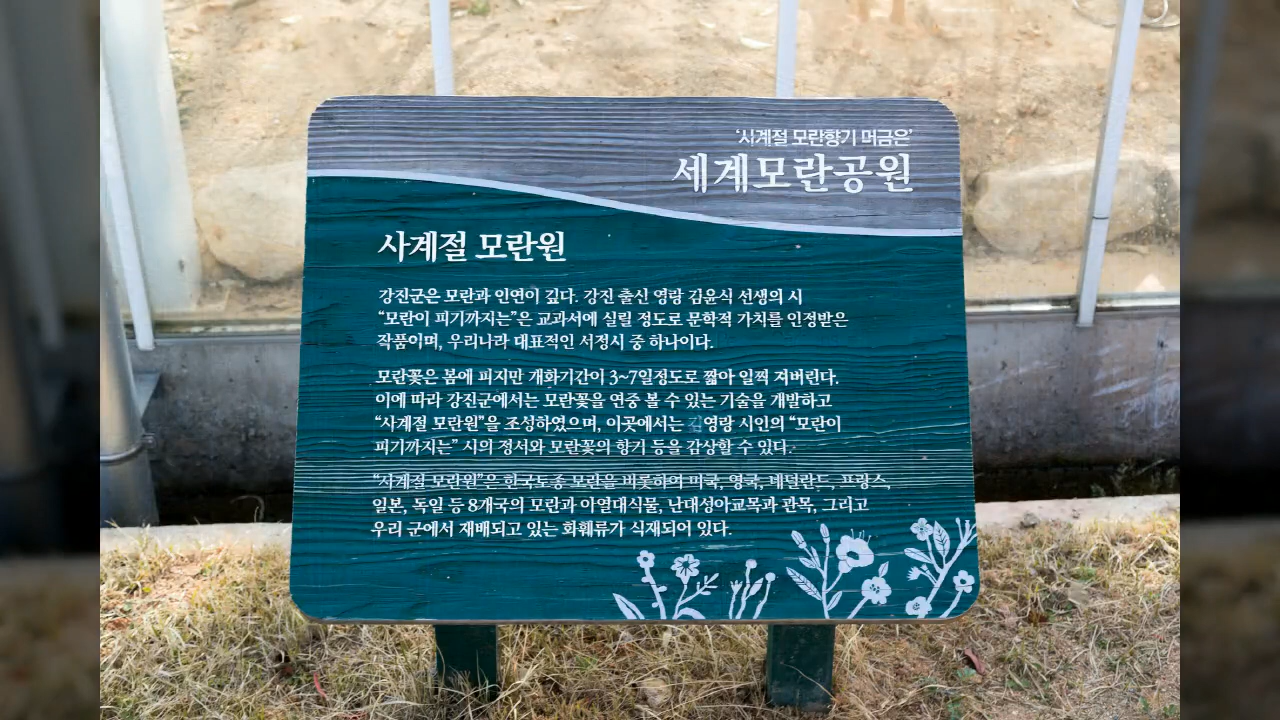 ‘사계절 모란향기 머금은’
세계모란공원
사계절 모란원
강진군은 모란과 인연이 깊다. 강진 출신 영랑 김윤식 선생의 시
“모란이 피기까지는”은 교과서에 실릴 정도로 문학적 가치를 인정받은
작품이며, 우리나라 대표적인 서정시 중 하나이다.
모란꽃은 봄에 피지만 개화기간이 3~7일정도로 짧아 일찍 져버린다.
이에 따라 강진군에서는 모란꽃을 연중 볼 수 있는 기술을 개발하고
“사계절 모란원”을 조성하였으며, 이곳에서는 김영랑 시인의 “모란이
피기까지는” 시의 정서와 모란꽃의 향기 등을 감상할 수 있다.
“사계절 모란원”은 한국토종 모란을 비롯하여 미국, 영국, 네덜란드, 프랑스,
일본, 독일 등 8개국의 모란과 아열대식물, 난대성아교목과 관목, 그리고
우리 군에서 재배되고 있는 화훼류가 식재되어 있다.